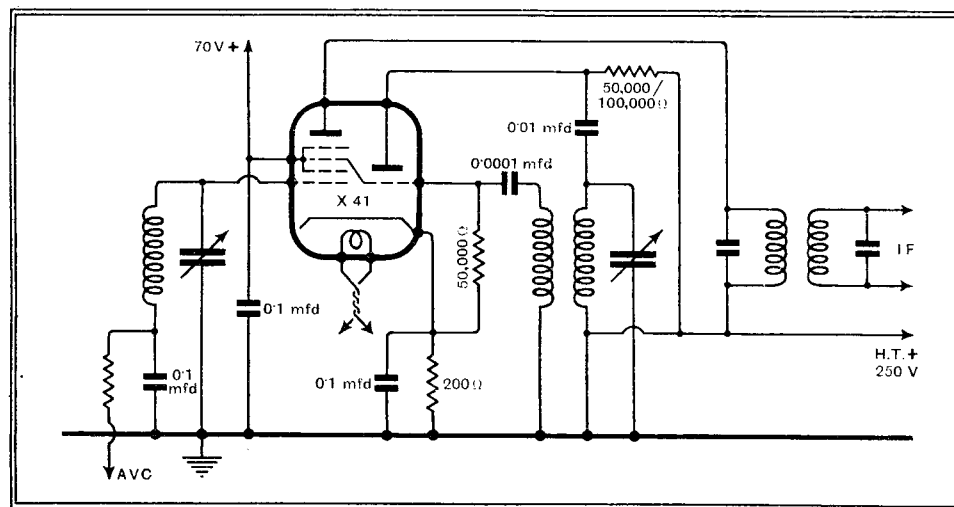 70V+
50,000/
100,000Ω
0·01 mfd
0·0001 mfd
X 41
50,000Ω
IF
0·1 mfd
H.T.+
250 V
0·1
mfd
0·1 mfd
200Ω
AVC